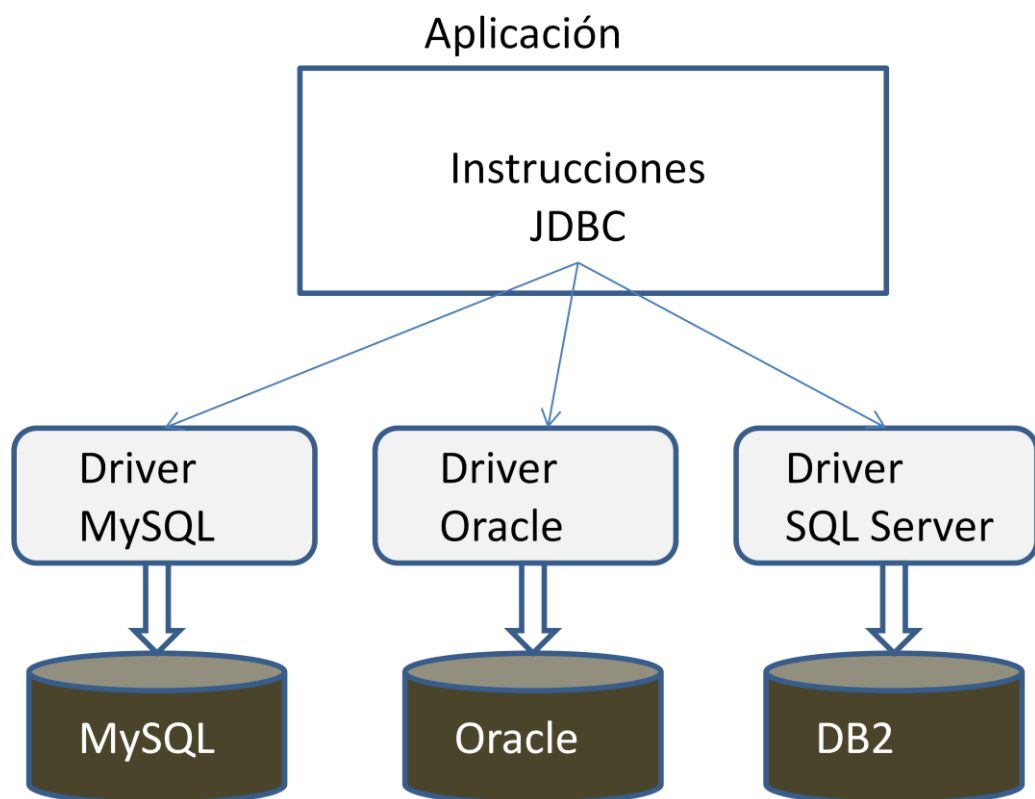 Aplicación
Instrucciones
JDBC
Driver
MySQL
Driver
Oracle
Driver
SQL Server
MySQL
Oracle
DB2